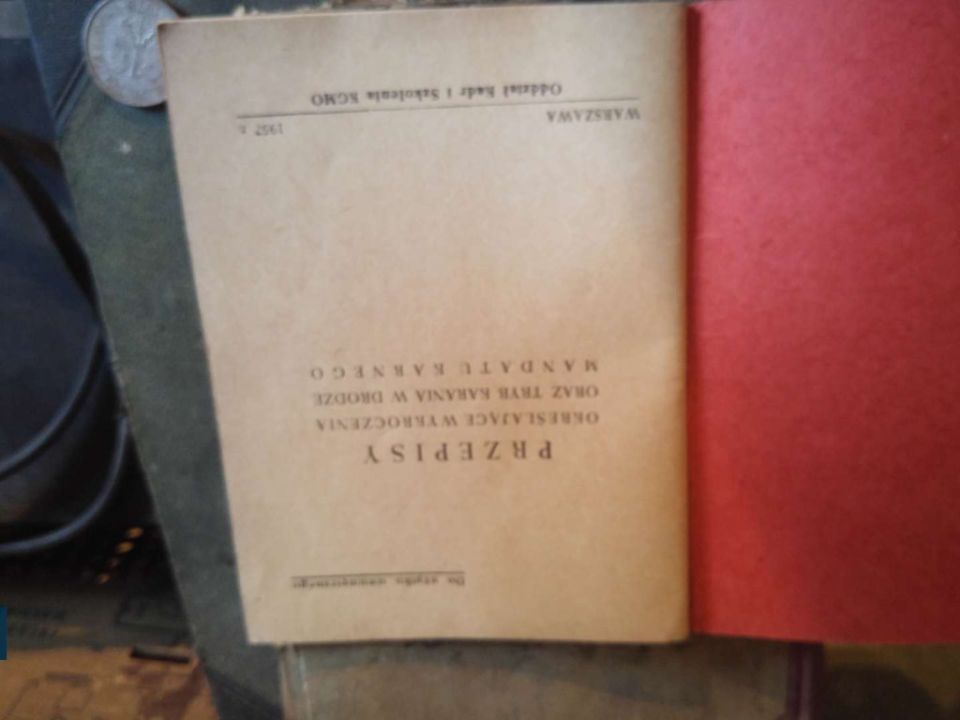 Do użytku wewnętrznego
PRZEPISY
OKREŚLAJĄCE WYKROCZENIA
ORAZ TRYB KARANIA W DRODZE
MANDATU KARNEGO
WARSZAWA 1957 r.
Oddział Kadr i Szkolenia KGMO